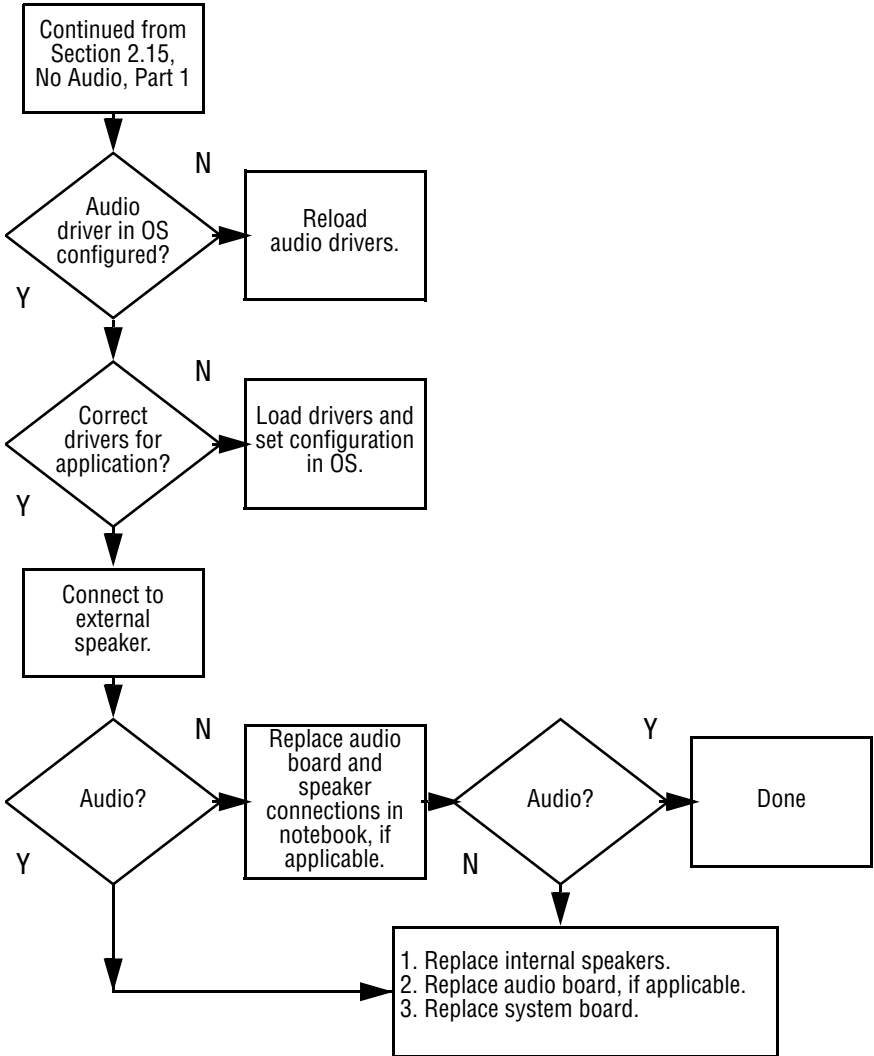 Continued from
Section 2.15,
No Audio, Part 1
N
Audio
driver in OS
configured?
Reload
audio drivers.
Y
N
Correct
drivers for
application?
Load drivers and
set configuration
in OS.
Y
Connect to
external
speaker.
N
Audio?
Replace audio
board and
speaker
connections in
notebook, if
applicable.
Y
Audio?
Done
Y
N
1. Replace internal speakers.
2. Replace audio board, if applicable.
3. Replace system board.